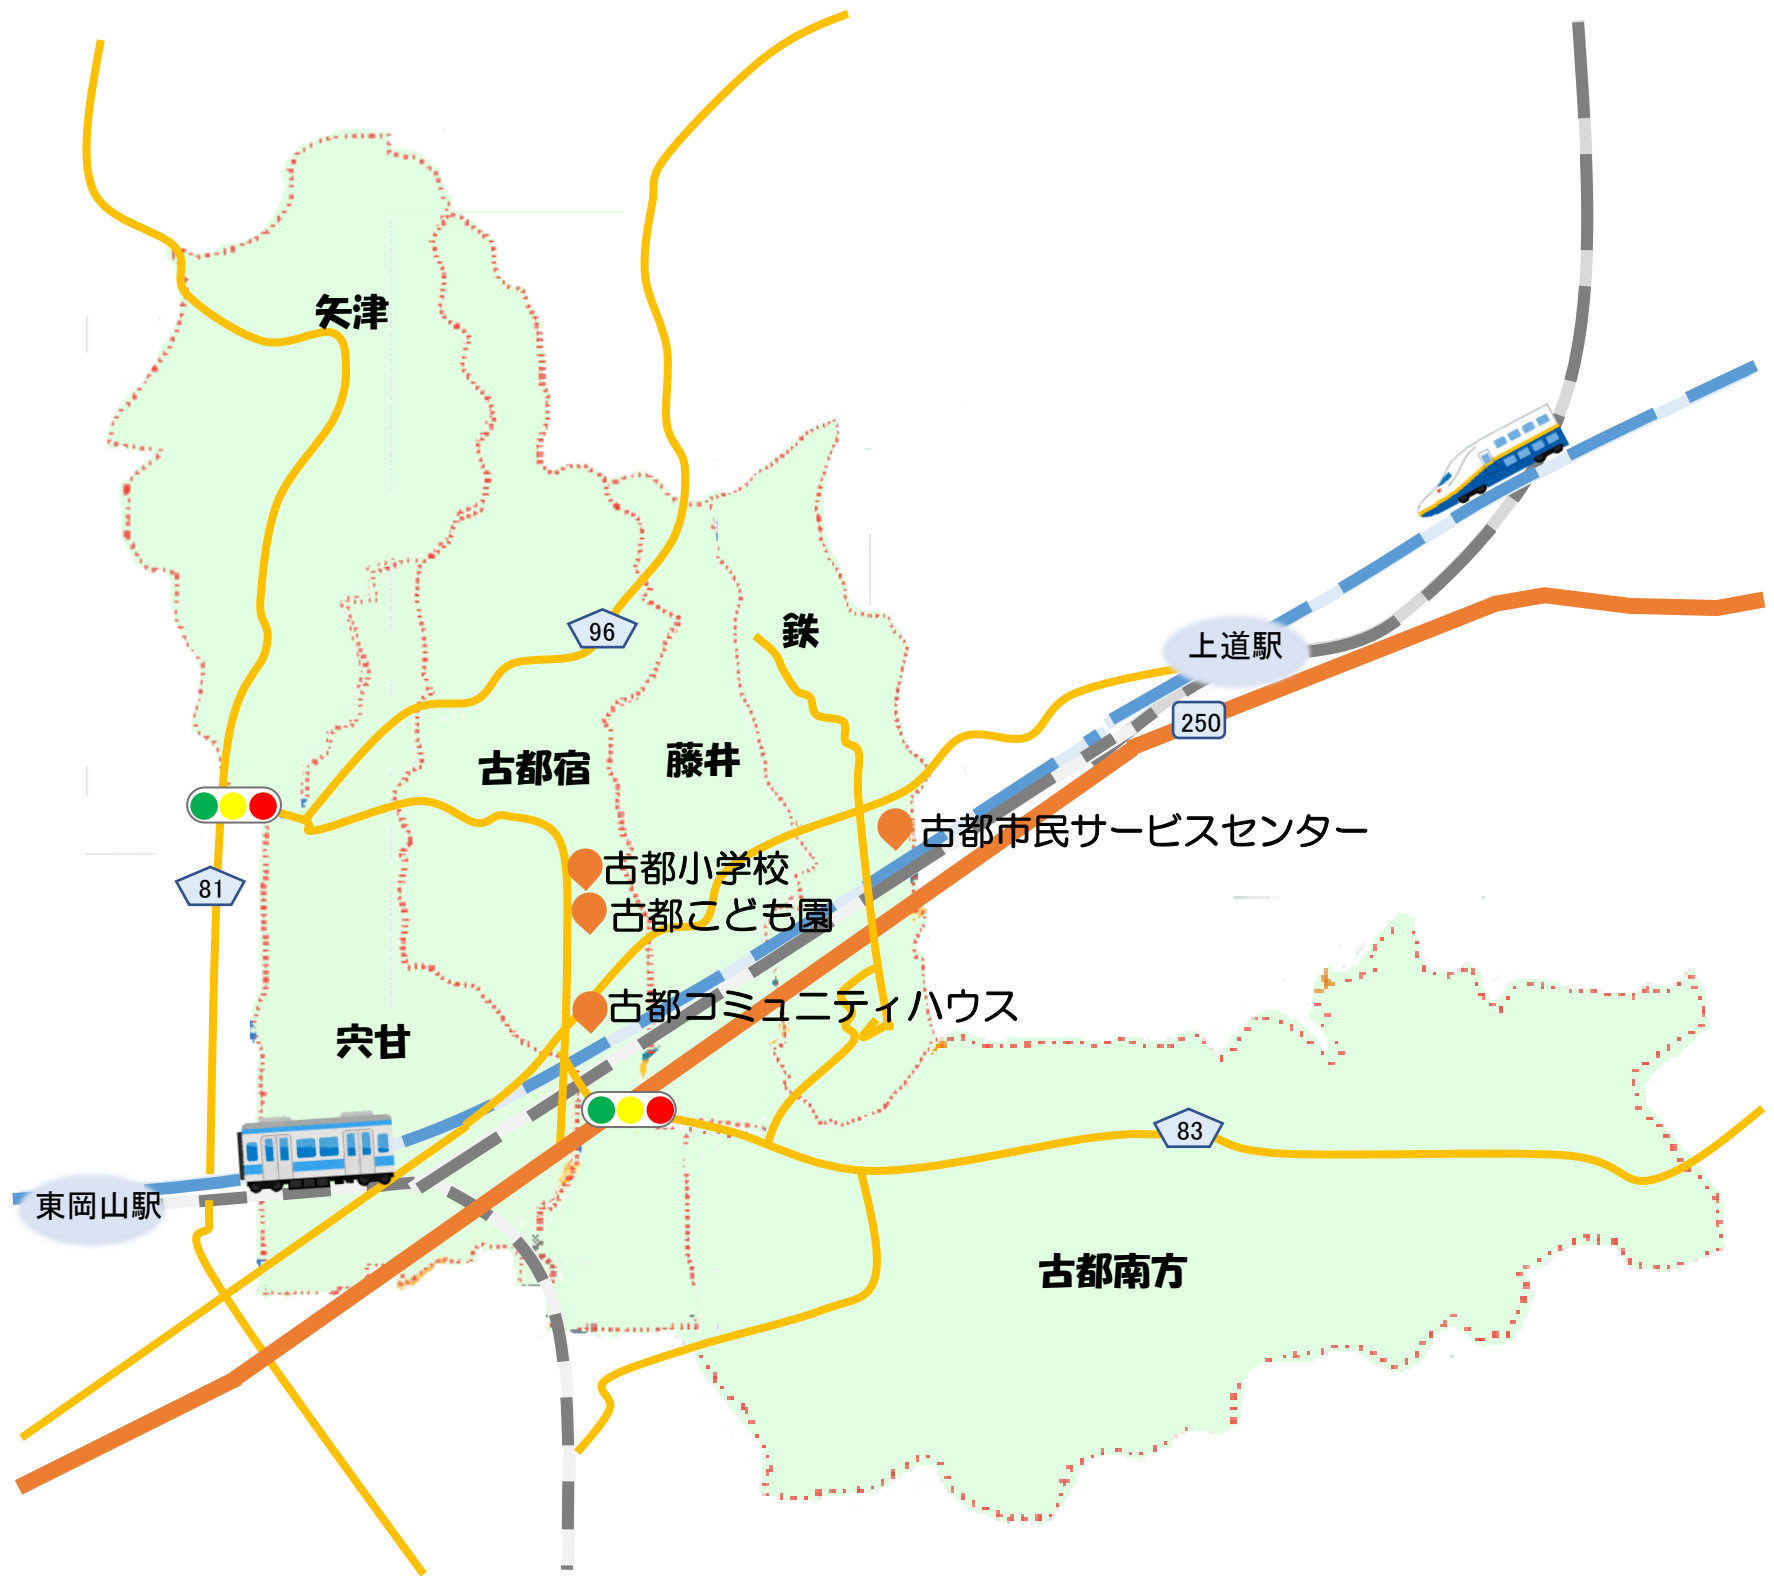 矢津
96
鉄
上道駅
250
古都宿
藤井
古都市民サービスセンター
古都小学校
81
古都こども園
古都コミュニティハウス
宍甘
83
東岡山駅
古都南方